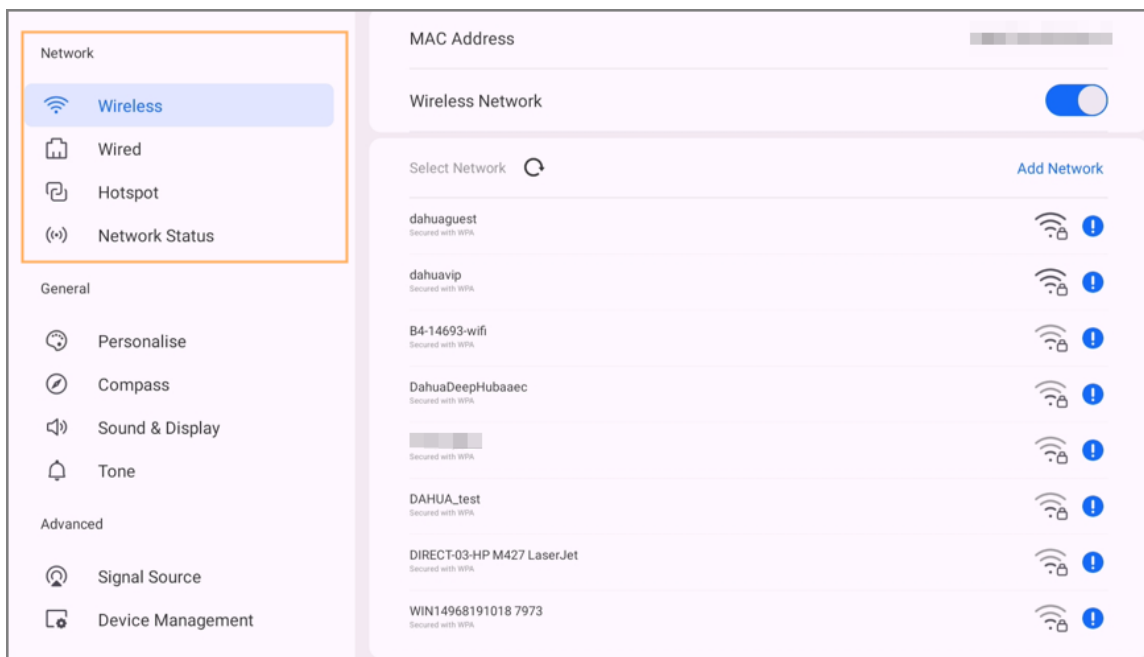 Network
Wireless
Wired
Hotspot
Network Status
General
Personalise
Compass
Sound & Display
Tone
Advanced
Signal Source
Device Management
MAC Address
Wireless Network
Select Network
Add Network
dahuaguest
Secured with WPA
dahuavip
Secured with WPA
B4-14693-wifi
Secured with WPA
DahuaDeepHubaaec
Secured with WPA
Secured with WPA
DAHUA_test
Secured with WPA
DIRECT-03-HP M427 LaserJet
Secured with WPA
WIN14968191018 7973
Secured with WPA